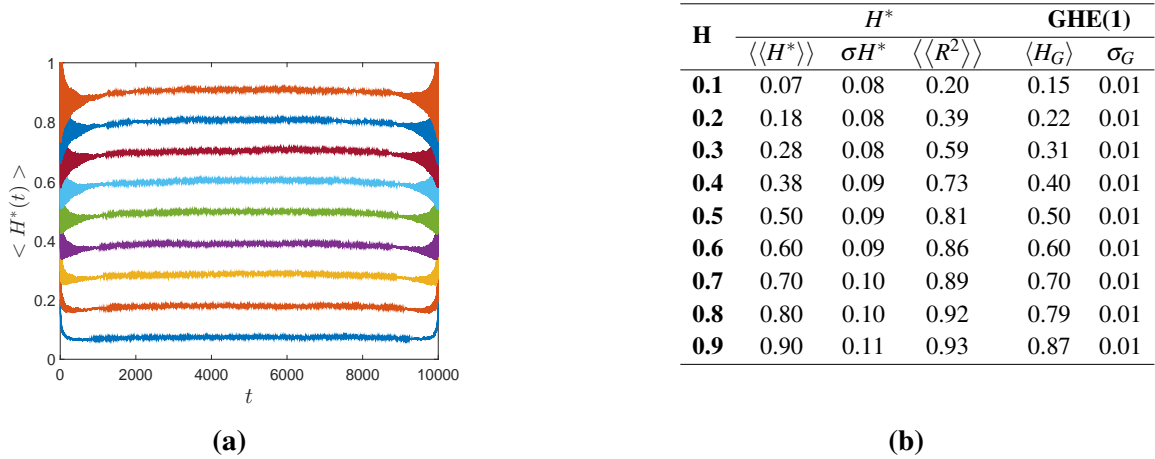 1
0.8
0.6
0.4
0.2
0
< H*(t) >
0 2000 4000 6000 8000 10000
t
(a)
H H* GHE(1)
⟨⟨H*⟩⟩ σH* ⟨⟨R²⟩⟩ ⟨H_G⟩ σ_G
0.1 0.07 0.08 0.20 0.15 0.01
0.2 0.18 0.08 0.39 0.22 0.01
0.3 0.28 0.08 0.59 0.31 0.01
0.4 0.38 0.09 0.73 0.40 0.01
0.5 0.50 0.09 0.81 0.50 0.01
0.6 0.60 0.09 0.86 0.60 0.01
0.7 0.70 0.10 0.89 0.70 0.01
0.8 0.80 0.10 0.92 0.79 0.01
0.9 0.90 0.11 0.93 0.87 0.01
(b)